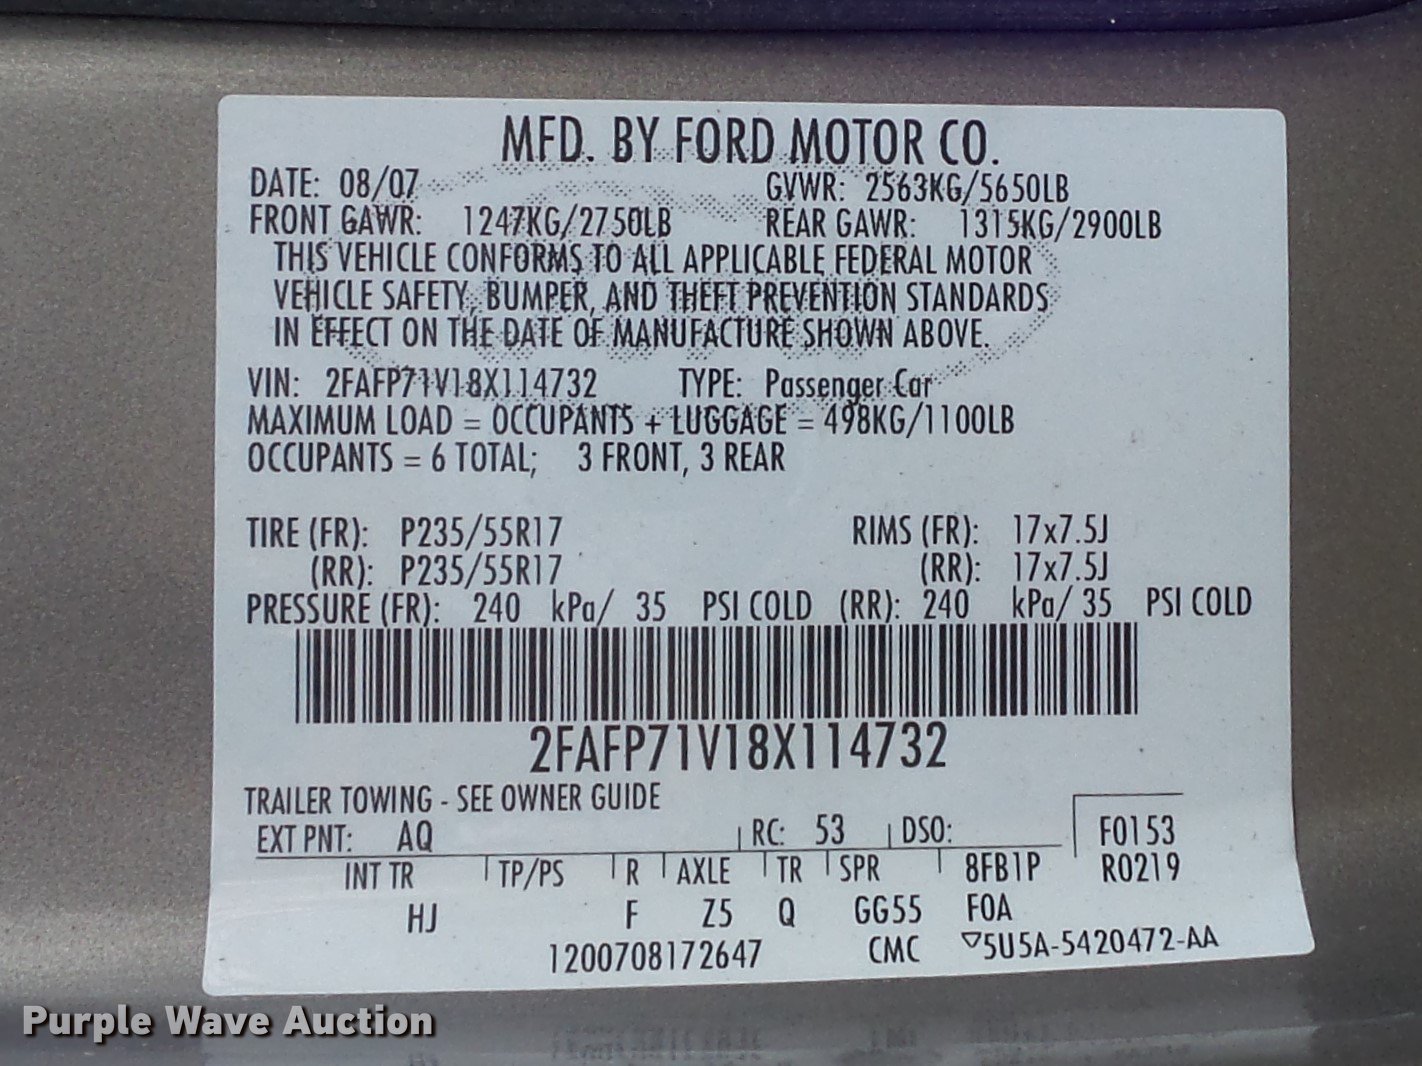 MFD. BY FORD MOTOR CO.
DATE: 08/07 GVWR: 2563KG/5650LB
FRONT GAWR: 1247KG/2750LB REAR GAWR: 1315KG/2900LB
THIS VEHICLE CONFORMS TO ALL APPLICABLE FEDERAL MOTOR
VEHICLE SAFETY, BUMPER, AND THEFT PREVENTION STANDARDS
IN EFFECT ON THE DATE OF MANUFACTURE SHOWN ABOVE.
VIN: 2FAFP71V18X114732 TYPE: Passenger Car
MAXIMUM LOAD = OCCUPANTS + LUGGAGE = 498KG/1100LB
OCCUPANTS = 6 TOTAL; 3 FRONT, 3 REAR
TIRE (FR): P235/55R17 RIMS (FR): 17x7.5J
(RR): P235/55R17 (RR): 17x7.5J
PRESSURE (FR): 240 kPa/ 35 PSI COLD (RR): 240 kPa/ 35 PSI COLD
2FAFP71V18X114732
TRAILER TOWING - SEE OWNER GUIDE
EXT PNT: AQ RC: 53 DSO: F0153
INT TR TP/PS R AXLE TR SPR 8FB1P R0219
HJ F Z5 Q GG55 FOA
1200708172647 CMC ▽5U5A-5420472-AA
Purple Wave Auction